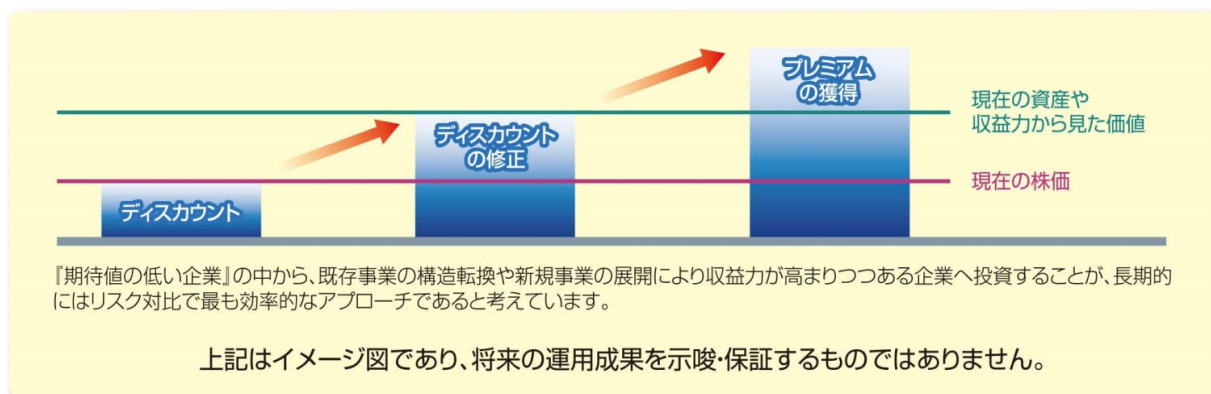 プレミアム
の獲得
現在の資産や
収益力から見た価値
ディスカウント
の修正
現在の株価
ディスカウント
『期待値の低い企業』の中から、既存事業の構造転換や新規事業の展開により収益力が高まりつつある企業へ投資することが、長期的
にはリスク対比で最も効率的なアプローチであると考えています。
上記はイメージ図であり、将来の運用成果を示唆・保証するものではありません。